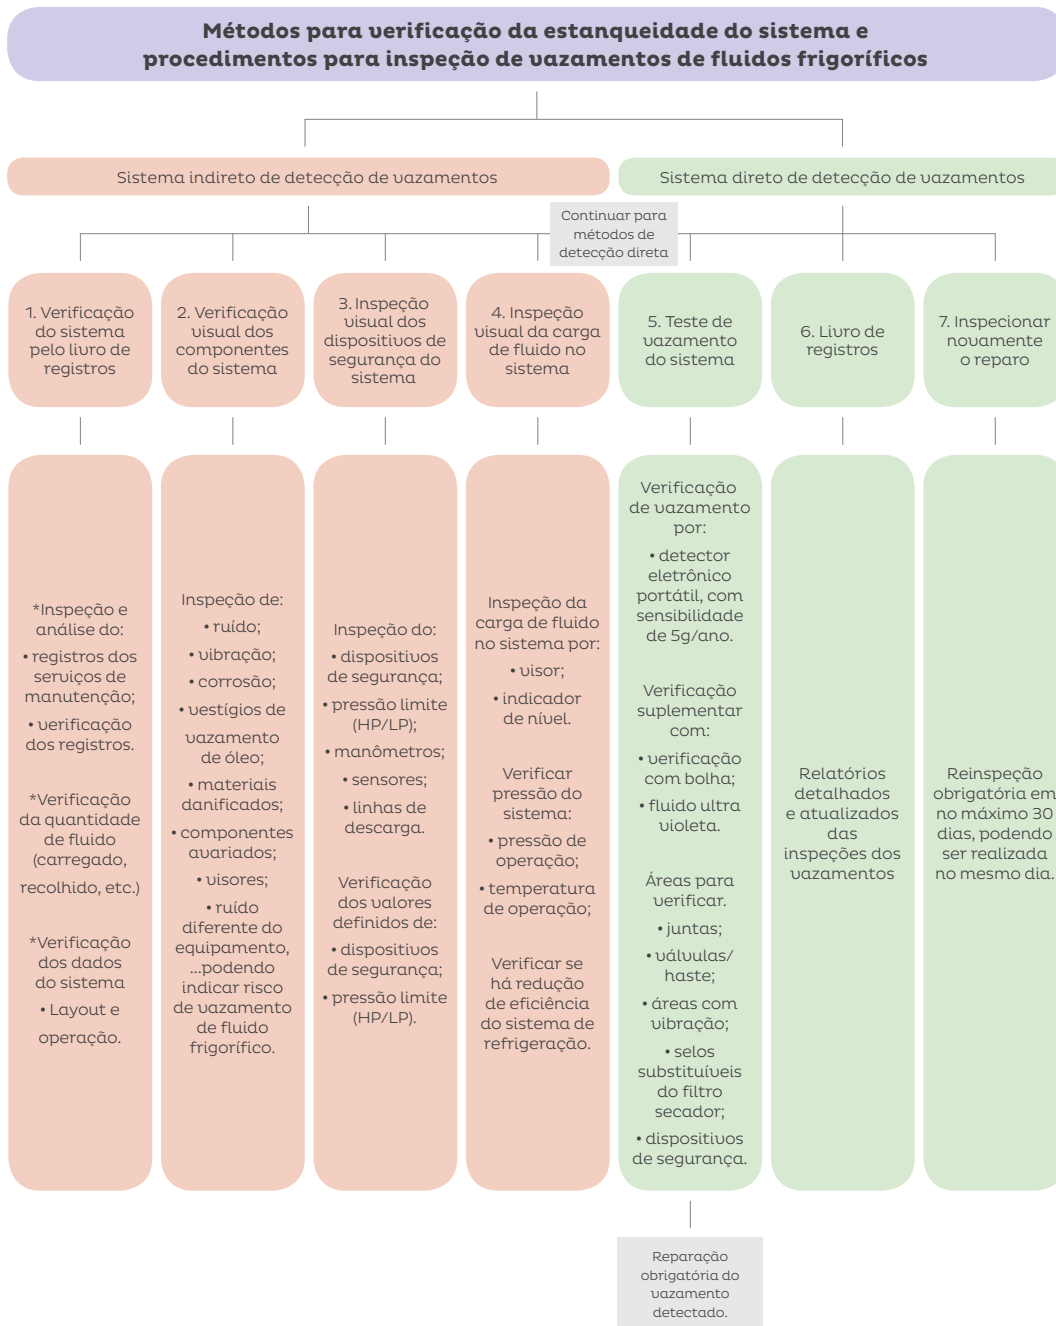 Métodos para verificação da estanqueidade do sistema e
procedimentos para inspeção de vazamentos de fluidos frigoríficos
Sistema indireto de detecção de vazamentos
Sistema direto de detecção de vazamentos
Continuar para
métodos de
detecção direta
1. Verificação
do sistema
pelo livro de
registros
2. Verificação
visual dos
componentes
do sistema
3. Inspeção
visual dos
dispositivos de
segurança do
sistema
4. Inspeção
visual da carga
de fluido no
sistema
5. Teste de
vazamento
do sistema
6. Livro de
registros
7. Inspecionar
novamente
o reparo
*Inspeção e
análise do:
• registros dos
serviços de
manutenção;
• verificação
dos registros.
*Verificação
da quantidade
de fluido
(carregado,
recolhido, etc.)
*Verificação
dos dados
do sistema
• Layout e
operação.
Inspeção de:
• ruído;
• vibração;
• corrosão;
• vestígios de
vazamento
de óleo;
• materiais
danificados;
• componentes
avariados;
• visores;
• ruído
diferente do
equipamento,
...podendo
indicar risco
de vazamento
de fluido
frigorífico.
Inspeção do:
• dispositivos
de segurança;
• pressão limite
(HP/LP);
• manômetros;
• sensores;
• linhas de
descarga.
Verificação
dos valores
definidos de:
• dispositivos
de segurança;
• pressão limite
(HP/LP).
Inspeção da
carga de fluido
no sistema por:
• visor;
• indicador
de nível.
Verificar
pressão do
sistema:
• pressão de
operação;
• temperatura
de operação;
Verificar se
há redução
de eficiência
do sistema de
refrigeração.
Verificação
de vazamento
por:
• detector
eletrônico
portátil, com
sensibilidade
de 5g/ano.
Verificação
suplementar
com:
• verificação
com bolha;
• fluido ultra
violeta.
Áreas para
verificar.
• juntas;
• válvulas/
haste;
• áreas com
vibração;
• selos
substituíveis
do filtro
secador;
• dispositivos
de segurança.
Relatórios
detalhados
e atualizados
das
inspeções dos
vazamentos
Reinspeção
obrigatória em
no máximo 30
dias, podendo
ser realizada
no mesmo dia.
Reparação
obrigatória do
vazamento
detectado.